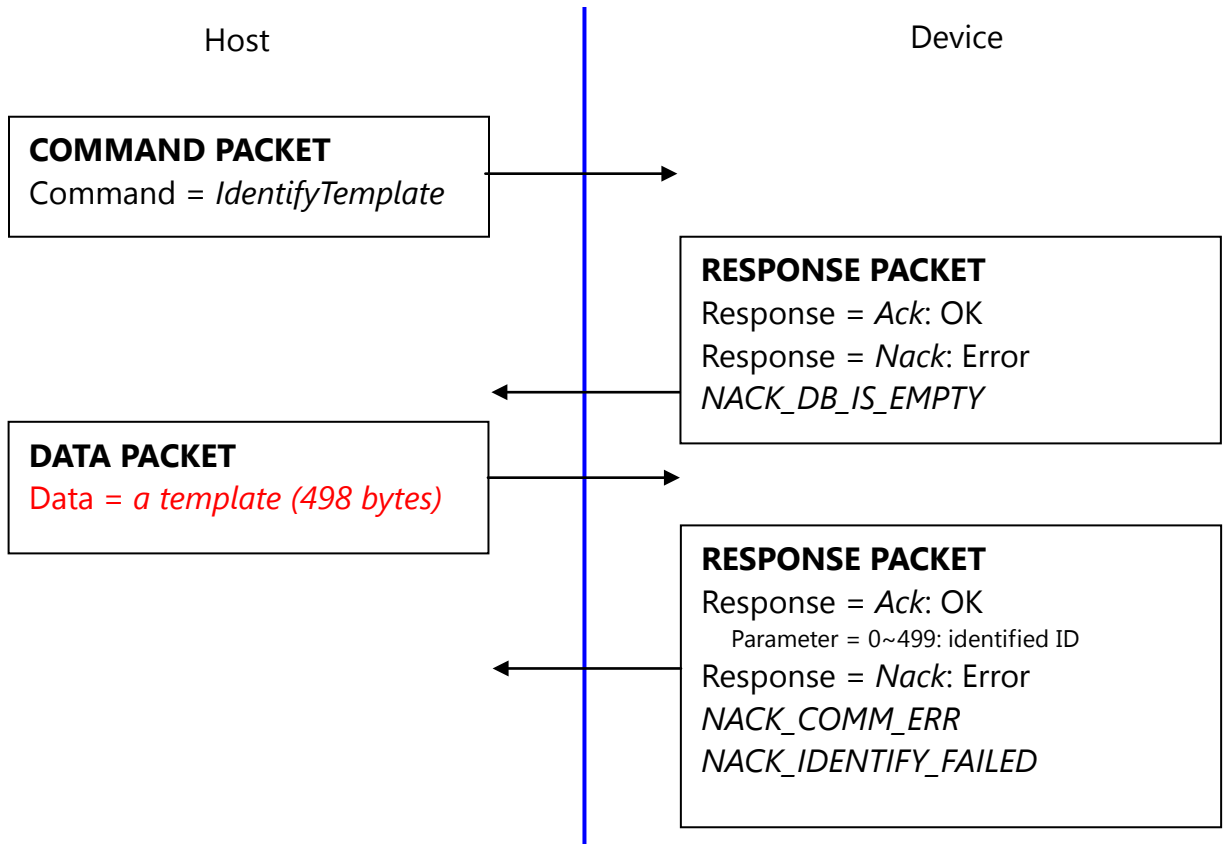 Host
Device
COMMAND PACKET
Command = IdentifyTemplate
RESPONSE PACKET
Response = Ack: OK
Response = Nack: Error
NACK_DB_IS_EMPTY
DATA PACKET
Data = a template (498 bytes)
RESPONSE PACKET
Response = Ack: OK
Parameter = 0~499: identified ID
Response = Nack: Error
NACK_COMM_ERR
NACK_IDENTIFY_FAILED